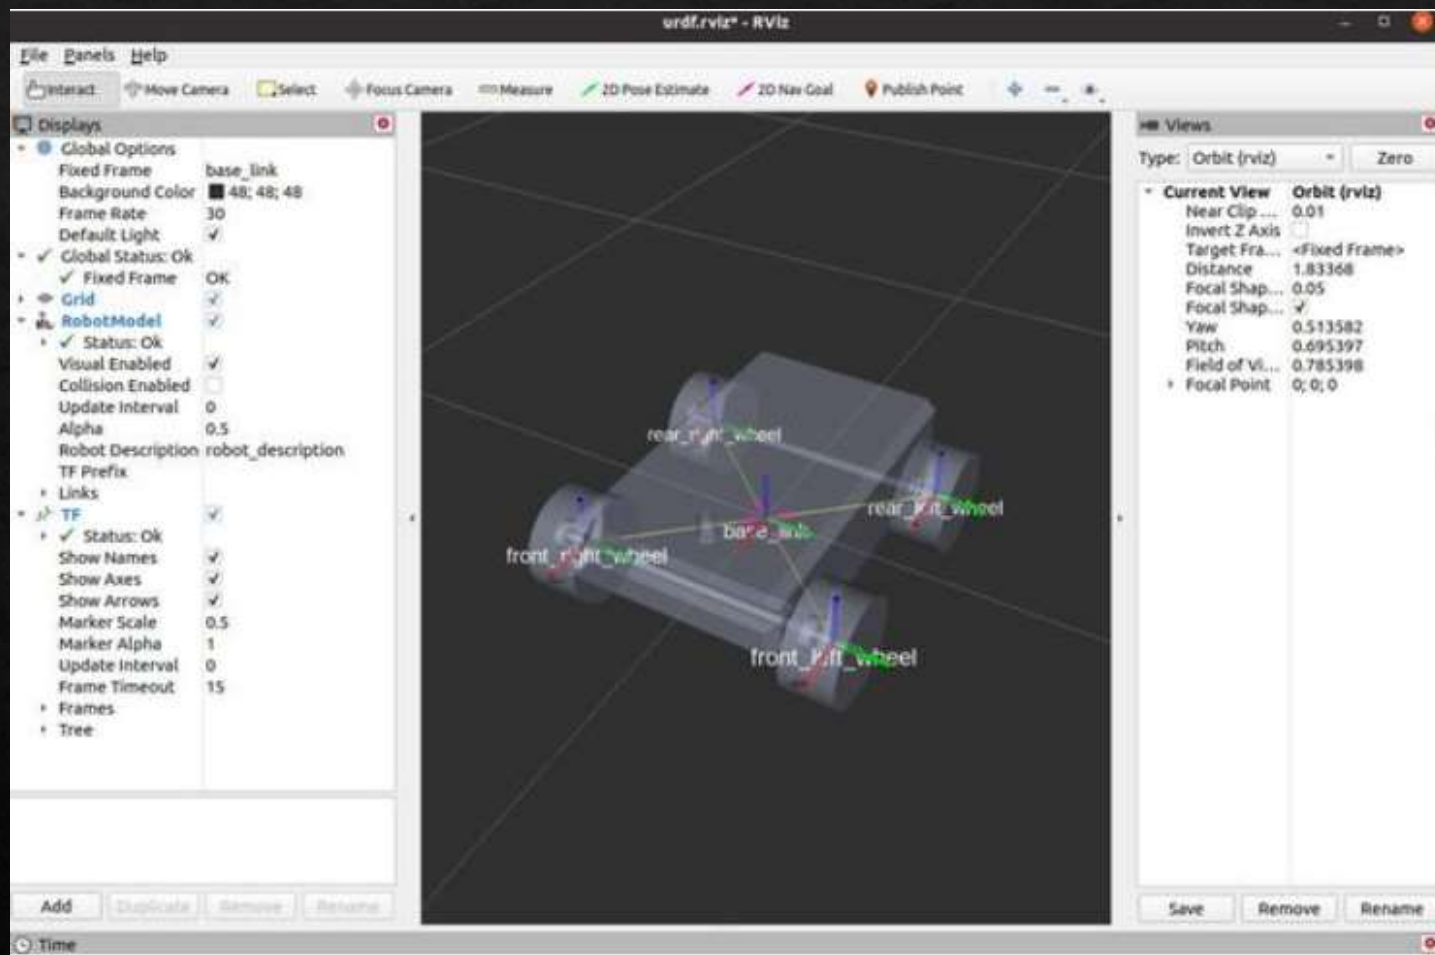 urdf.rviz* - RViz
File Panels Help
Interact Move Camera Select Focus Camera Measure 2D Pose Estimate 2D Nav Goal Publish Point
Displays
Global Options
Fixed Frame base_link
Background Color 48; 48; 48
Frame Rate 30
Default Light
Global Status: Ok
Fixed Frame OK
Grid
RobotModel
Status: Ok
Visual Enabled
Collision Enabled
Update Interval 0
Alpha 0.5
Robot Description robot_description
TF Prefix
Links
TF
Status: Ok
Show Names
Show Axes
Show Arrows
Marker Scale 0.5
Marker Alpha 1
Update Interval 0
Frame Timeout 15
Frames
Tree
Add Duplicate Remove Rename
Time
rear_right_wheel
rear_left_wheel
base_link
front_right_wheel
front_left_wheel
Views
Type: Orbit (rviz) Zero
Current View Orbit (rviz)
Near Clip ... 0.01
Invert Z Axis
Target Fra... <Fixed Frame>
Distance 1.83368
Focal Shap... 0.05
Focal Shap...
Yaw 0.513582
Pitch 0.695397
Field of Vi... 0.785398
Focal Point 0; 0; 0
Save Remove Rename